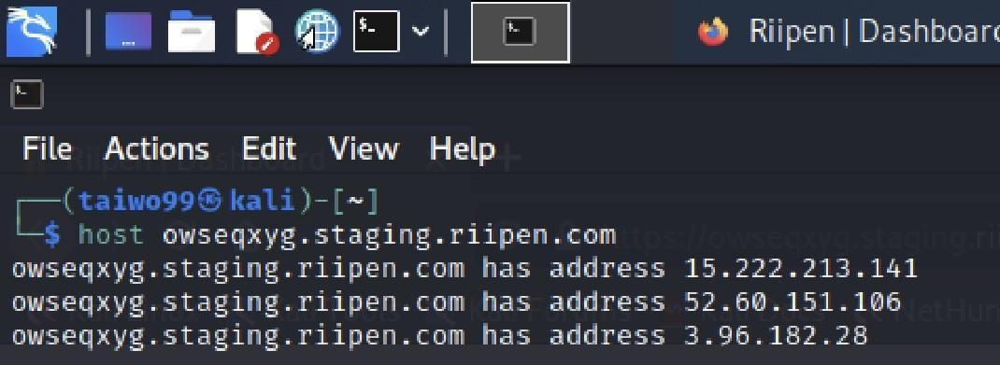 Riipen | Dashboard
File Actions Edit View Help
┌──(taiwo99㉿kali)-[~]
└─$ host owseqxyg.staging.riipen.com
owseqxyg.staging.riipen.com has address 15.222.213.141
owseqxyg.staging.riipen.com has address 52.60.151.106
owseqxyg.staging.riipen.com has address 3.96.182.28